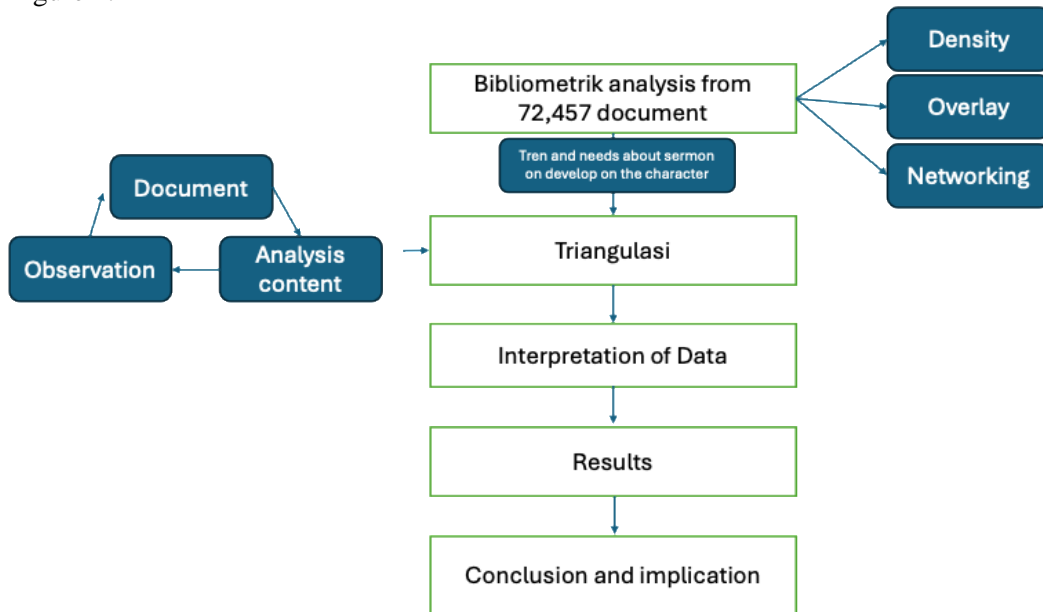 Density
Bibliometrik analysis from
72,457 document
Overlay
Tren and needs about sermon
on develop on the character
Networking
Document
Observation
Analysis
content
Triangulasi
Interpretation of Data
Results
Conclusion and implication